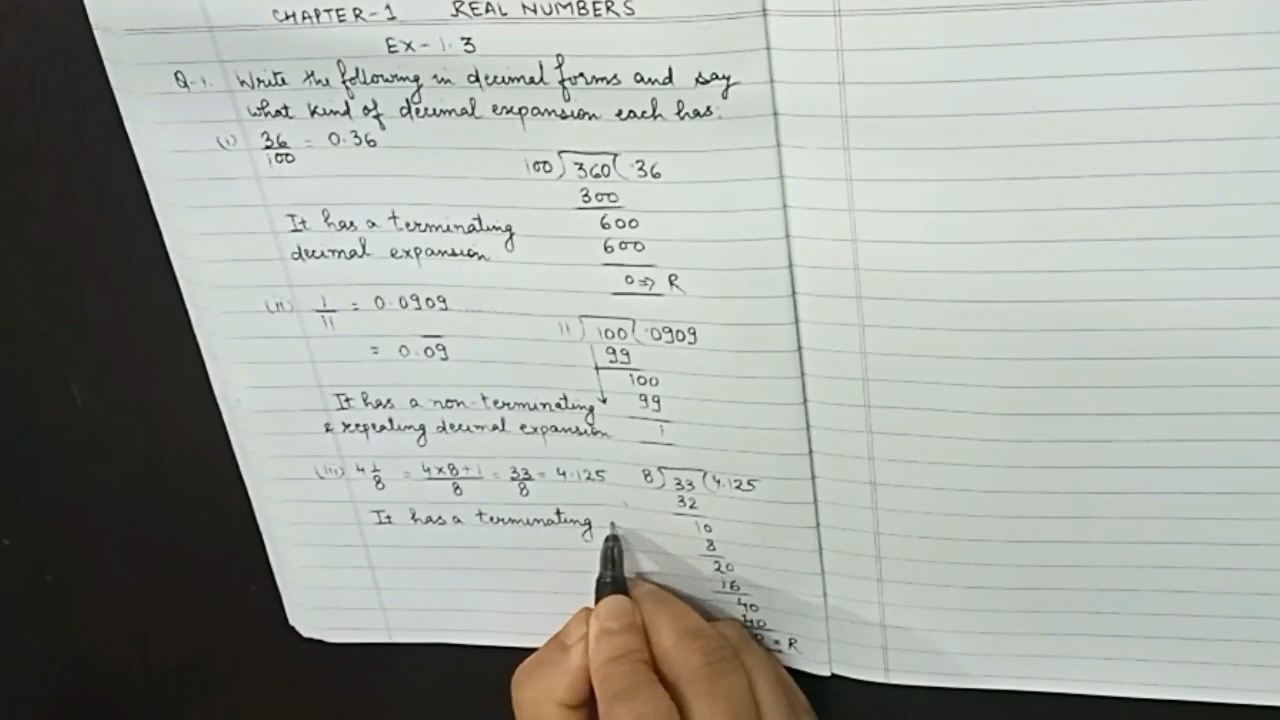 CHAPTER-1 REAL NUMBERS
EX-1.3
Q-1. Write the following in decimal forms and say
what kind of decimal expansion each has:
(i) 36/100 = 0.36
100) 360 ( .36
300
600
600
0 => R
It has a terminating
decimal expansion
(ii) 1/11 = 0.0909
= 0.0̅9̅
11) 100 ( .0909
99
100
99
1
It has a non-terminating
& repeating decimal expansion
(iii) 4 1/8 = 4×8+1/8 = 33/8 = 4.125
8) 33 ( 4.125
32
10
8
20
16
40
40
= R
It has a terminating